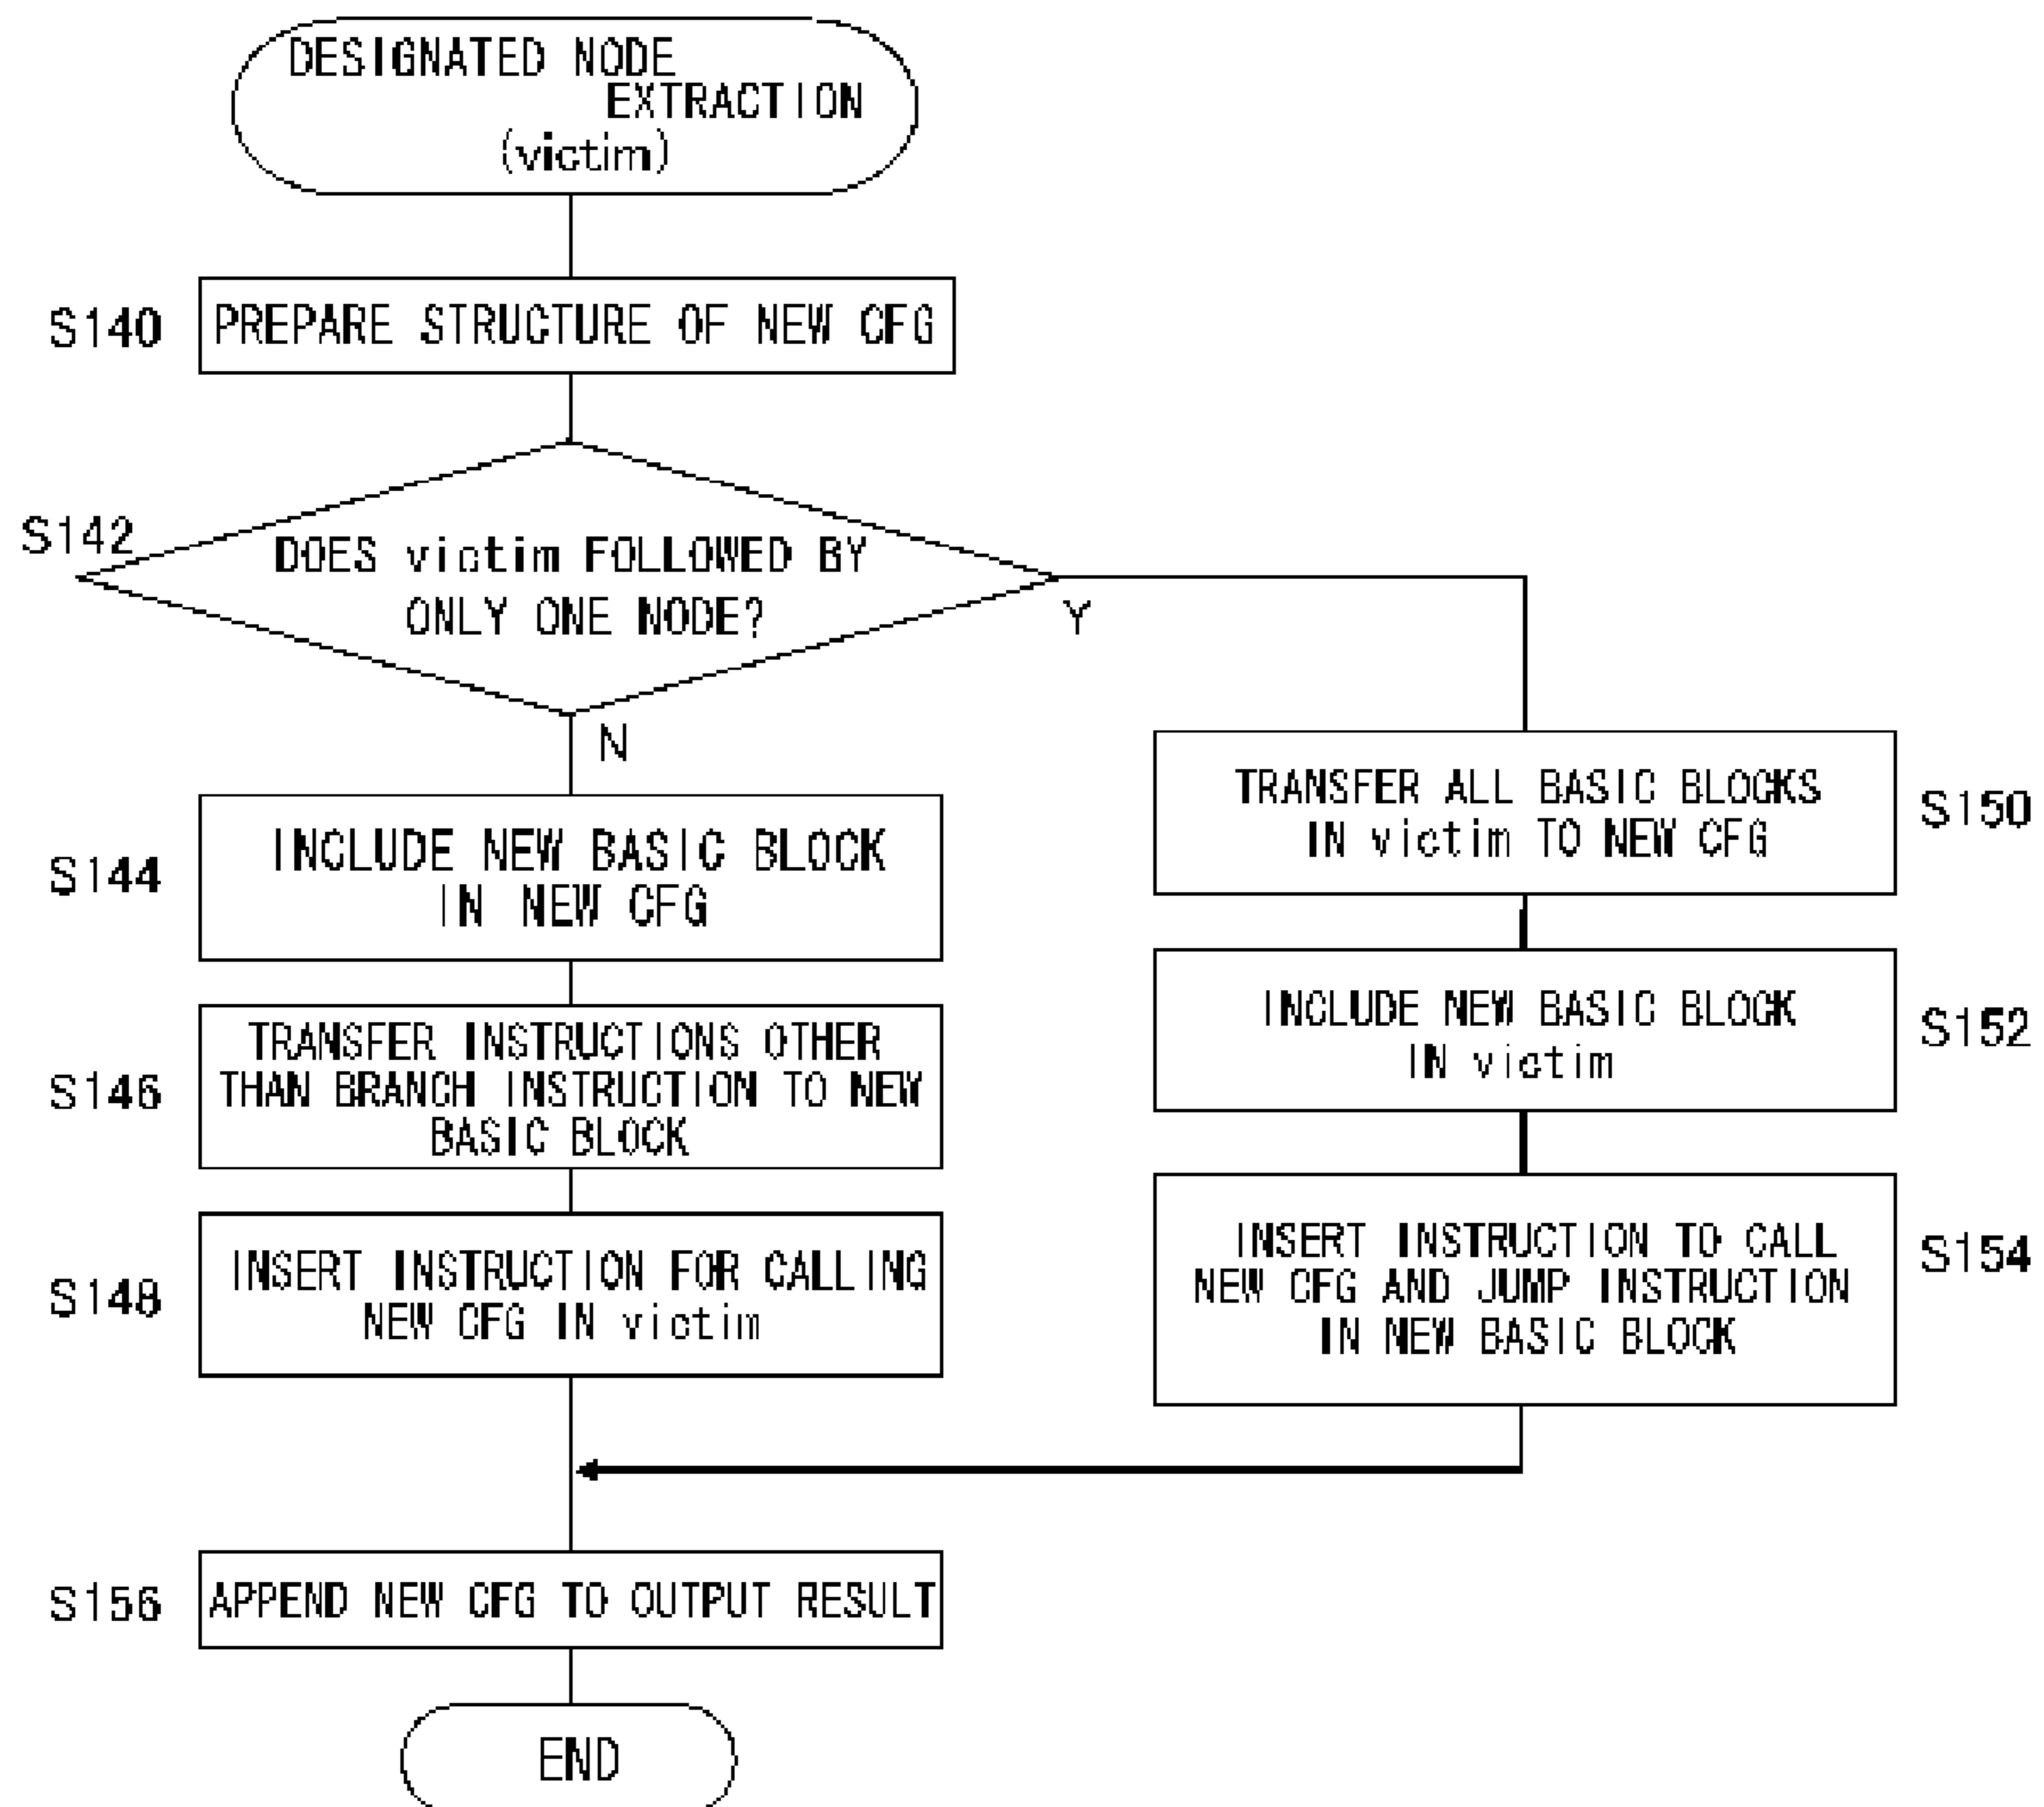 DESIGNATED NODE
EXTRACTION
(victim)
S140
PREPARE STRUCTURE OF NEW CFG
S142
DOES victim FOLLOWED BY
ONLY ONE NODE?
Y
N
S144
INCLUDE NEW BASIC BLOCK
IN NEW CFG
S146
TRANSFER INSTRUCTIONS OTHER
THAN BRANCH INSTRUCTION TO NEW
BASIC BLOCK
S148
INSERT INSTRUCTION FOR CALLING
NEW CFG IN victim
TRANSFER ALL BASIC BLOCKS
IN victim TO NEW CFG
S150
INCLUDE NEW BASIC BLOCK
IN victim
S152
INSERT INSTRUCTION TO CALL
NEW CFG AND JUMP INSTRUCTION
IN NEW BASIC BLOCK
S154
S156
APPEND NEW CFG TO OUTPUT RESULT
END